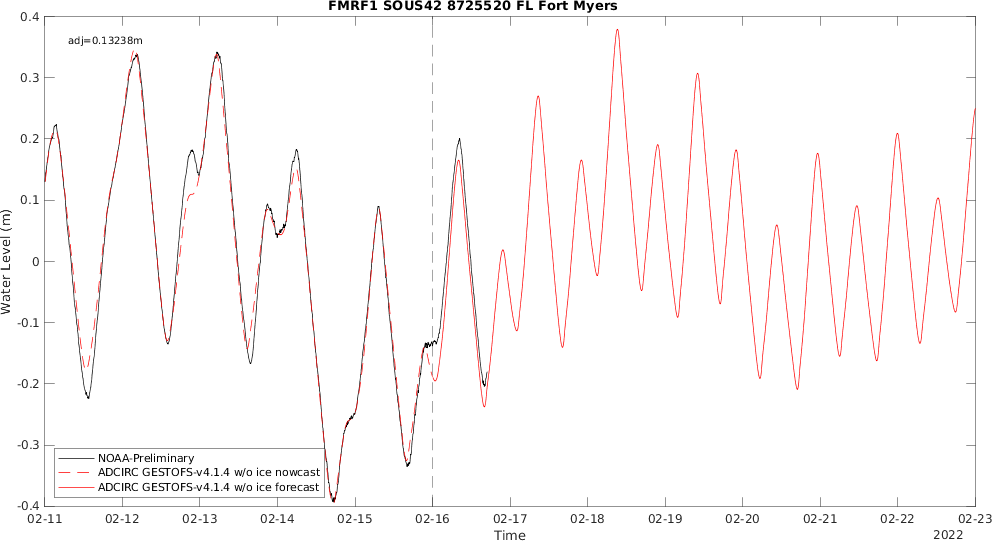 FMRF1 SOUS42 8725520 FL Fort Myers
adj=0.13238m
0.4
0.3
0.2
0.1
0
-0.1
-0.2
-0.3
-0.4
Water Level (m)
NOAA-Preliminary
ADCIRC GESTOFS-v4.1.4 w/o ice nowcast
ADCIRC GESTOFS-v4.1.4 w/o ice forecast
02-11 02-12 02-13 02-14 02-15 02-16 02-17 02-18 02-19 02-20 02-21 02-22 02-23
Time
2022